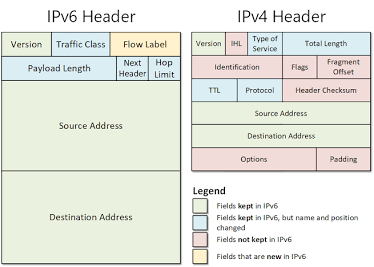 IPv6 Header
Version Traffic Class Flow Label
Payload Length Next Header Hop Limit
Source Address
Destination Address
IPv4 Header
Version IHL Type of Service Total Length
Identification Flags Fragment Offset
TTL Protocol Header Checksum
Source Address
Destination Address
Options Padding
Legend
Fields kept in IPv6
Fields kept in IPv6, but name and position
changed
Fields not kept in IPv6
Fields that are new in IPv6